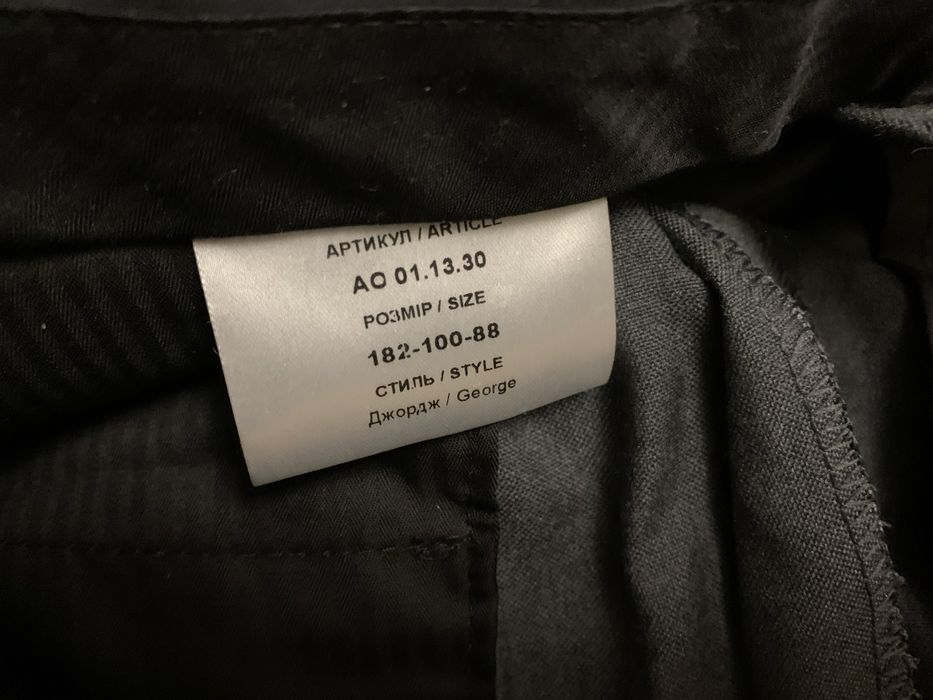 АРТИКУЛ / ARTICLE
АО 01.13.30
РОЗМІР / SIZE
182-100-88
СТИЛЬ / STYLE
Джордж / George